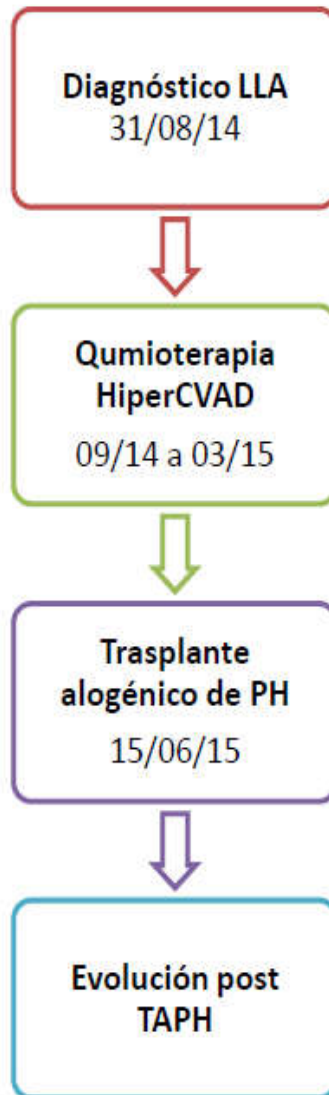 Diagnóstico LLA
31/08/14
Qumioterapia
HiperCVAD
09/14 a 03/15
Trasplante
alogénico de PH
15/06/15
Evolución post
TAPH